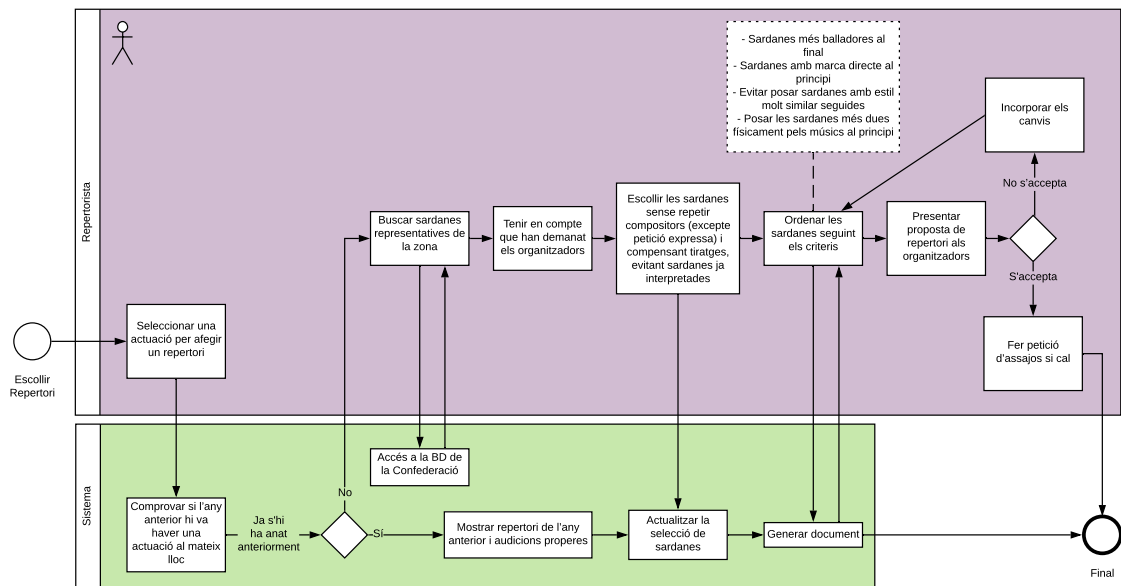 - Sardanes més balladores al
final
- Sardanes amb marca directe al
principi
- Evitar posar sardanes amb estil
molt similar seguides
- Posar les sardanes més dues
físicament pels músics al principi
Incorporar els
canvis
No s'accepta
Repertorista
Buscar sardanes
representatives de
la zona
Tenir en compte
que han demanat
els organitzadors
Escollir les sardanes
sense repetir
compositors (excepte
petició expressa) i
compensant tiratges,
evitant sardanes ja
interpretades
Ordenar les
sardanes seguint
els criteris
Presentar
proposta de
repertori als
organitzadors
S'accepta
Seleccionar una
actuació per afegir
un repertori
Fer petició
d'assajos si cal
Escollir
Repertori
Sistema
Accés a la BD de
la Confederació
No
Comprovar si l'any
anterior hi va
haver una
actuació al mateix
lloc
Ja s'hi
ha anat
anteriorment
Sí
Mostrar repertori de l'any
anterior i audicions properes
Actualitzar la
selecció de
sardanes
Generar document
Final